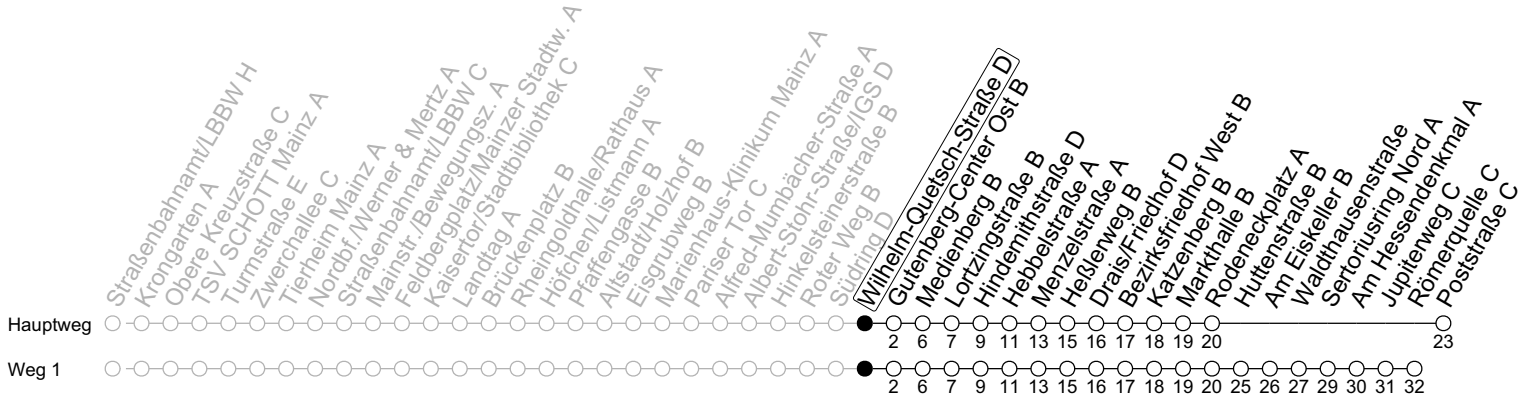 Straßenbahnamt/LBBW H
Krongarten A
Obere Kreuzstraße C
TSV SCHOTT Mainz A
Turmstraße E
Zwerchallee C
Tierheim Mainz A
Nordbf./Werner & Mertz A
Straßenbahnamt/LBBW C
Mainstr./Bewegungsz. A
Feldbergplatz/Mainzer Stadtw. A
Kaisertor/Stadtbibliothek C
Landtag A
Brückenplatz B
Rheingoldhalle/Rathaus A
Höfchen/Listmann A
Pfaffengasse B
Altstadt/Holzhof B
Eisgrubweg B
Marienhaus-Klinikum Mainz A
Pariser Tor C
Alfred-Mumbächer-Straße A
Albert-Stohr-Straße/IGS D
Hinkelsteinerstraße B
Roter Weg B
Südring D
Wilhelm-Quetsch-Straße D
Gutenberg-Center Ost B
Medienberg B
Lortzingstraße B
Hindemithstraße D
Hebbelstraße A
Menzelstraße A
Heßlerweg B
Drais/Friedhof D
Bezirksfriedhof West B
Katzenberg B
Markthalle B
Rodeneckplatz A
Huttenstraße B
Am Eiskeller B
Waldthausenstraße
Sertoriusring Nord A
Am Hessendenkmal A
Jupiterweg C
Römerquelle C
Poststraße C
Hauptweg
2 6 7 9 11 13 15 16 17 18 19 20 23
Weg 1
2 6 7 9 11 13 15 16 17 18 19 20 25 26 27 29 30 31 32